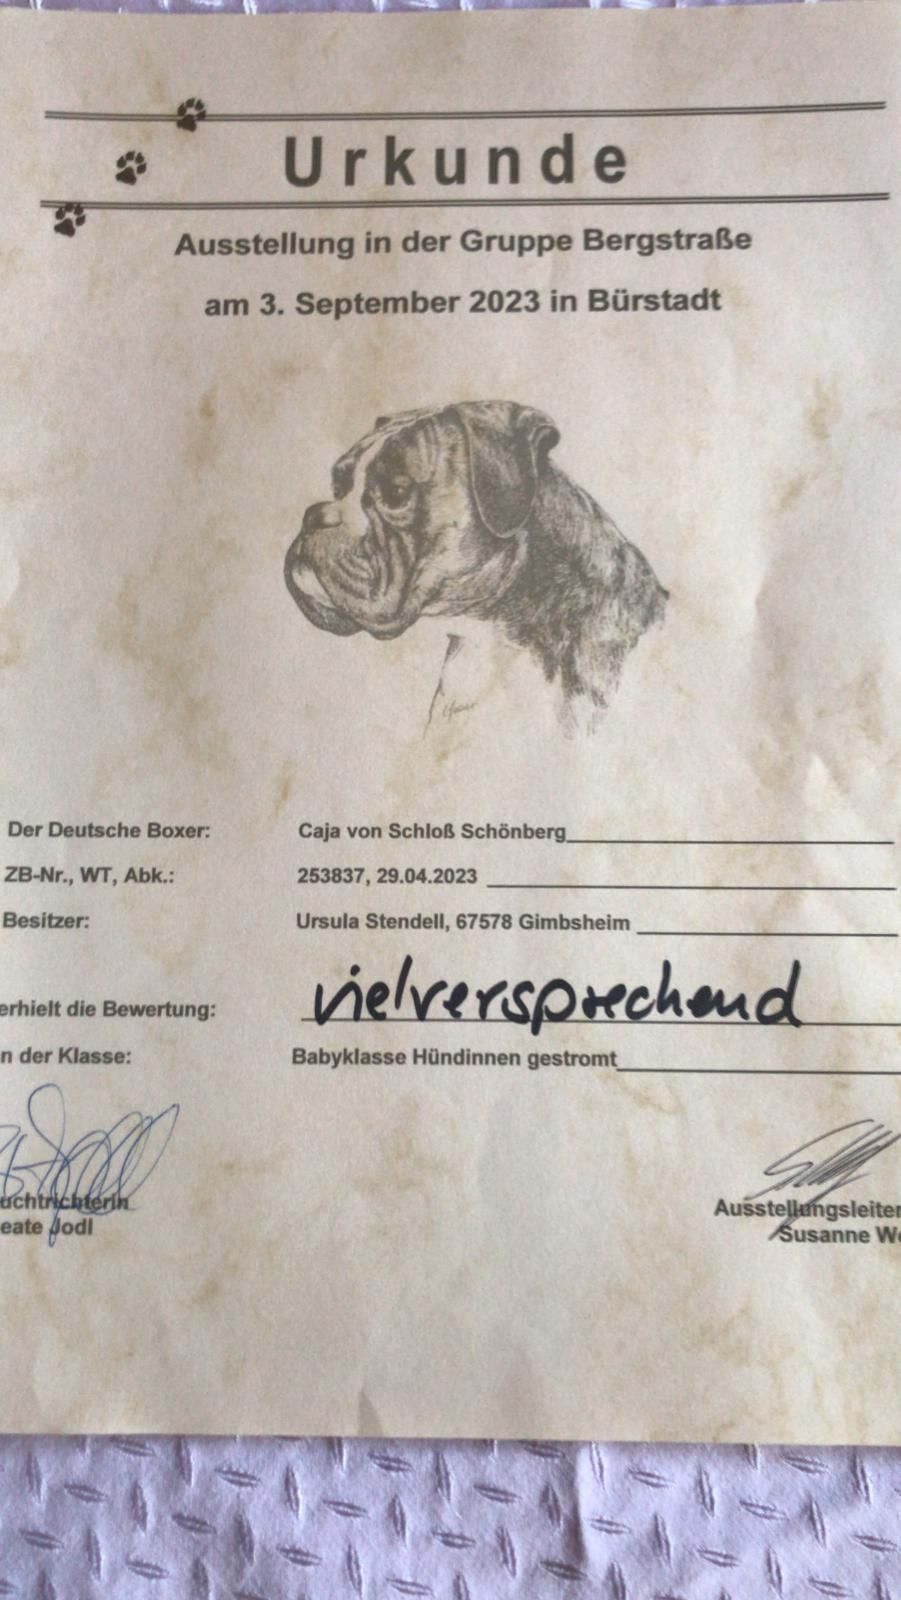 Urkunde
Ausstellung in der Gruppe Bergstraße
am 3. September 2023 in Bürstadt
Der Deutsche Boxer: Caja von Schloß Schönberg
ZB-Nr., WT, Abk.: 253837, 29.04.2023
Besitzer: Ursula Stendell, 67578 Gimbsheim
erhielt die Bewertung: vielversprechend
n der Klasse: Babyklasse Hündinnen gestromt
uchtrichterin Ausstellungsleiter
eate Jodl Susanne We